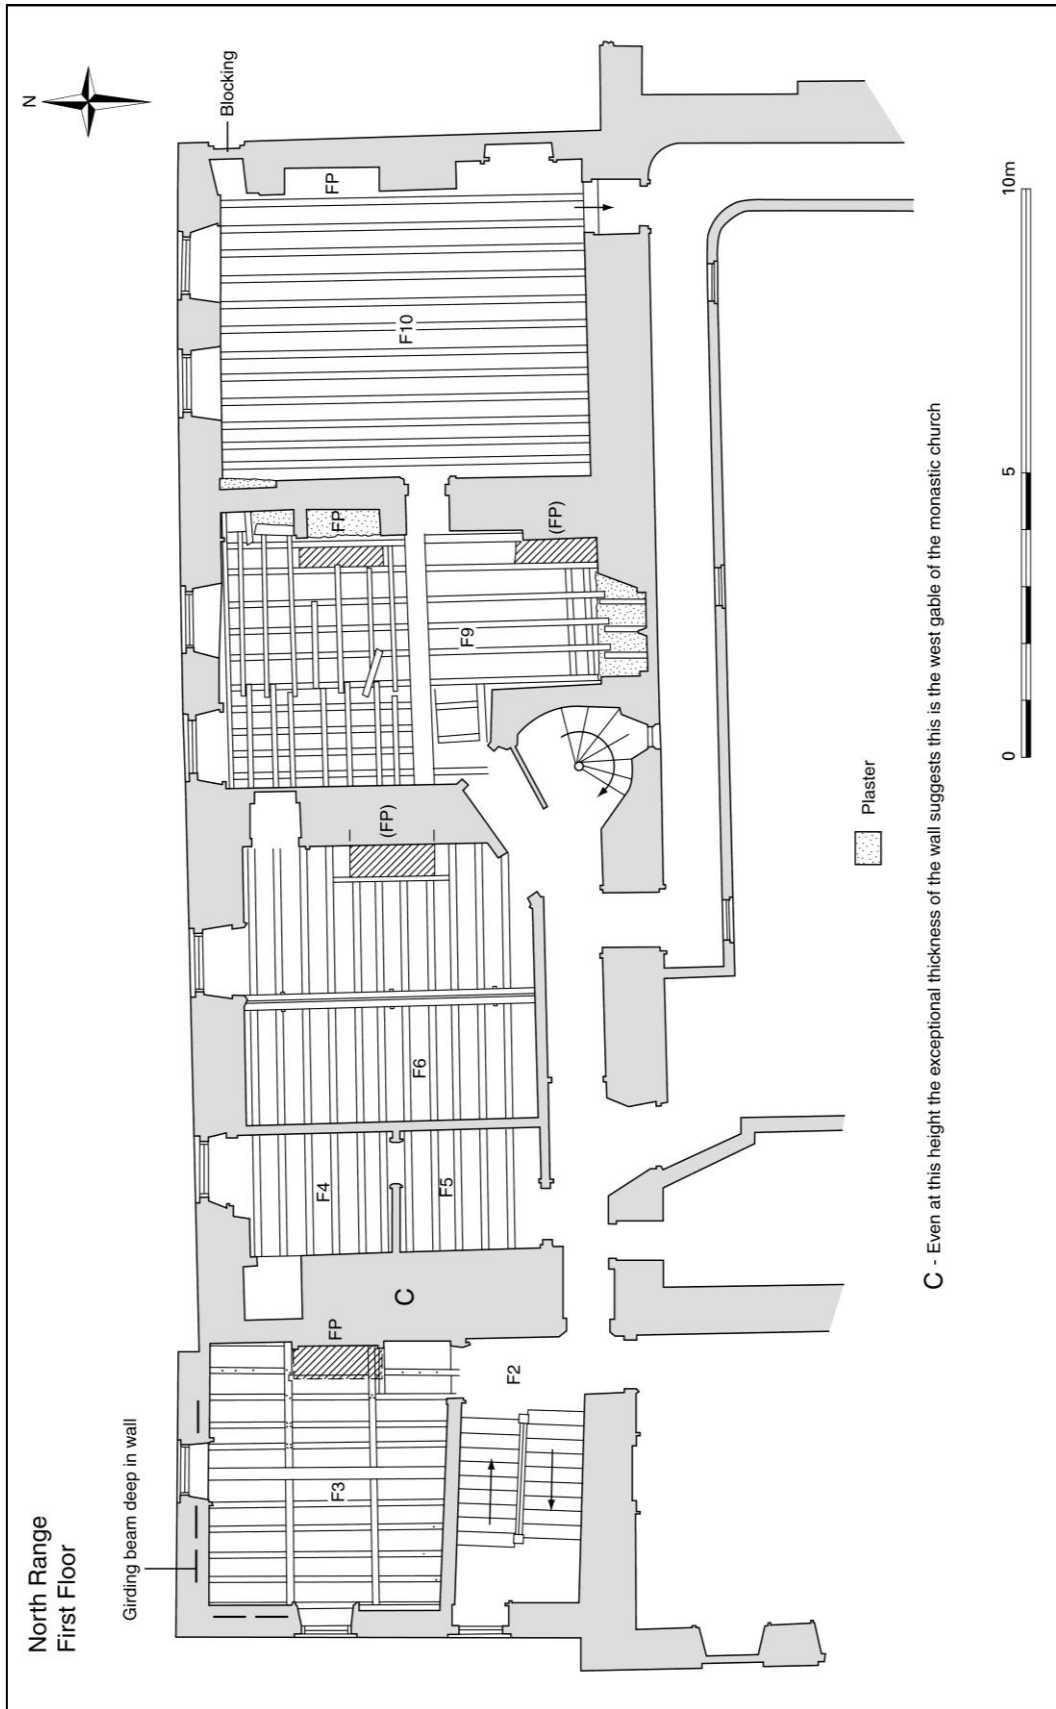 North Range
First Floor
Girding beam deep in wall
N
Blocking
F3
FP
F2
C
F4
F5
F6
(FP)
F9
FP
(FP)
F10
FP
Plaster
0
5
10m
C - Even at this height the exceptional thickness of the wall suggests this is the west gable of the monastic church